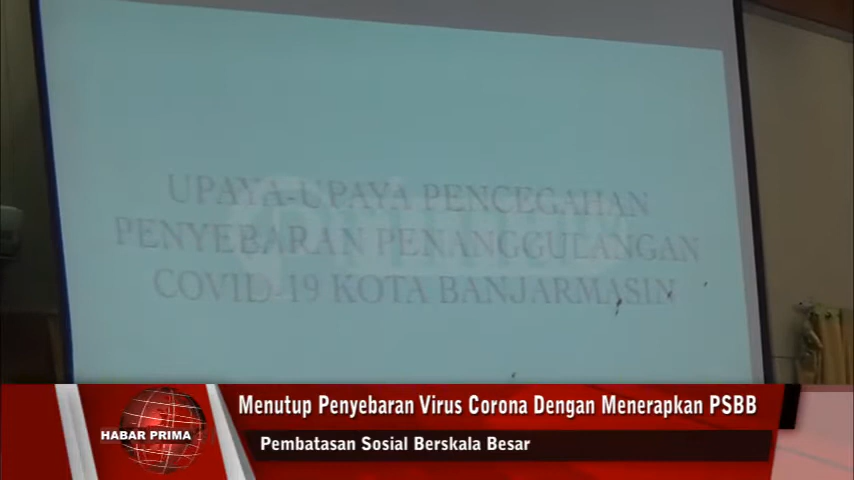 UPAYA-UPAYA PENCEGAHAN
PENYEBARAN PENANGGULANGAN
COVID-19 KOTA BANJARMASIN
Prima
Menutup Penyebaran Virus Corona Dengan Menerapkan PSBB
HABAR PRIMA
Pembatasan Sosial Berskala Besar